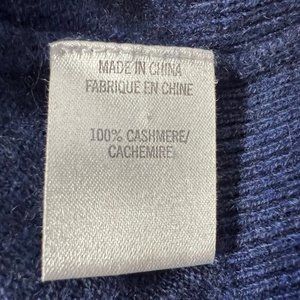 MADE IN CHINA
FABRIQUE EN CHINE
100% CASHMERE/
CACHEMIRE